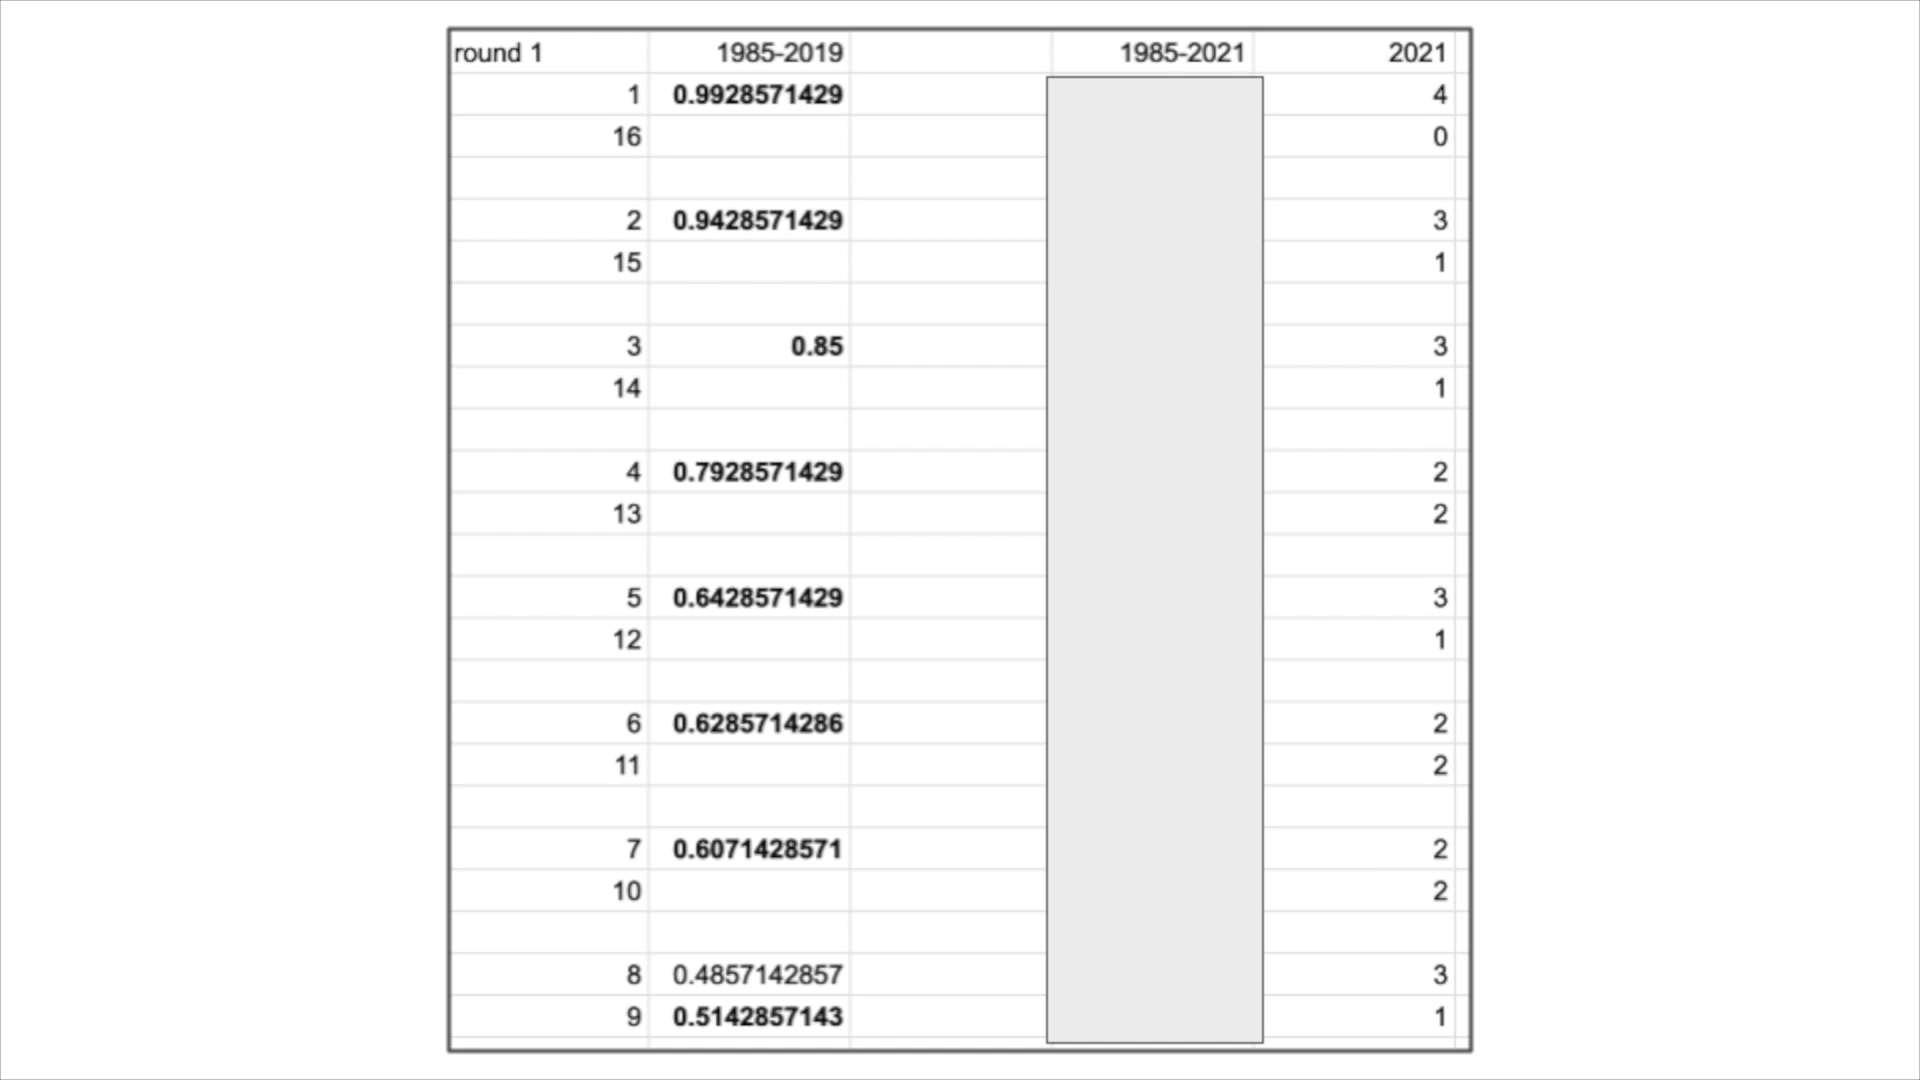 round 1 1985-2019 1985-2021 2021
1 0.9928571429 4
16 0
2 0.9428571429 3
15 1
3 0.85 3
14 1
4 0.7928571429 2
13 2
5 0.6428571429 3
12 1
6 0.6285714286 2
11 2
7 0.6071428571 2
10 2
8 0.4857142857 3
9 0.5142857143 1